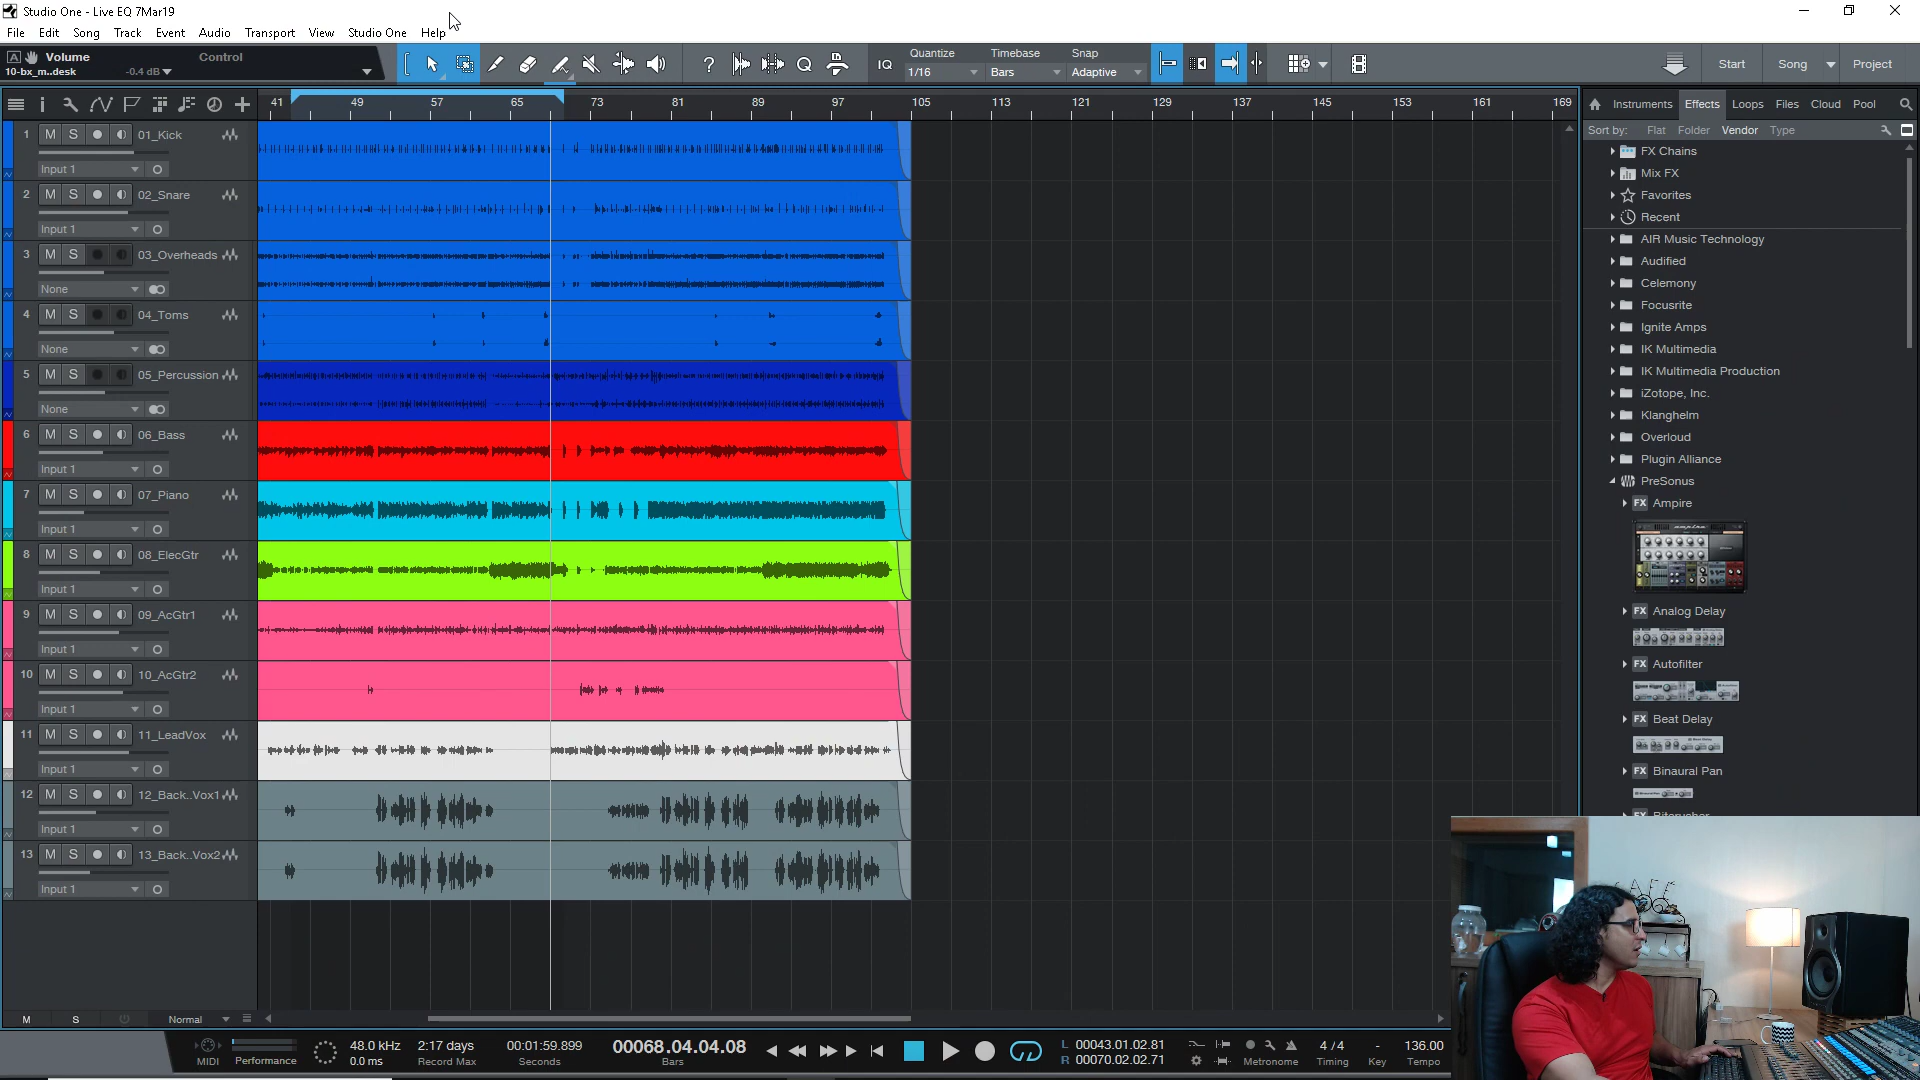 Studio One - Live EQ 7Mar19
File Edit Song Track Event Audio Transport View Studio One Help
Volume Control
10-bx_m..desk -0.4 dB
IQ
Quantize Timebase Snap
1/16 Bars Adaptive
Start Song Project
41 49 57 65 73 81 89 97 105 113 121 129 137 145 153 161 169
1 M S 01_Kick
Input 1
2 M S 02_Snare
Input 1
3 M S 03_Overheads
None
4 M S 04_Toms
None
5 M S 05_Percussion
None
6 M S 06_Bass
Input 1
7 M S 07_Piano
Input 1
8 M S 08_ElecGtr
Input 1
9 M S 09_AcGtr1
Input 1
10 M S 10_AcGtr2
Input 1
11 M S 11_LeadVox
Input 1
12 M S 12_Back..Vox1
Input 1
13 M S 13_Back..Vox2
Input 1
M S Normal
Instruments Effects Loops Files Cloud Pool
Sort by: Flat Folder Vendor Type
FX Chains
Mix FX
Favorites
Recent
AIR Music Technology
Audified
Celemony
Focusrite
Ignite Amps
IK Multimedia
IK Multimedia Production
iZotope, Inc.
Klanghelm
Overloud
Plugin Alliance
PreSonus
FX Ampire
FX Analog Delay
FX Autofilter
FX Beat Delay
FX Binaural Pan
MIDI Performance
48.0 kHz
0.0 ms
2:17 days
Record Max
00:01:59.899
Seconds
00068.04.04.08
Bars
L 00043.01.02.81
R 00070.02.02.71
Metronome
4 / 4
Timing
-
Key
136.00
Tempo